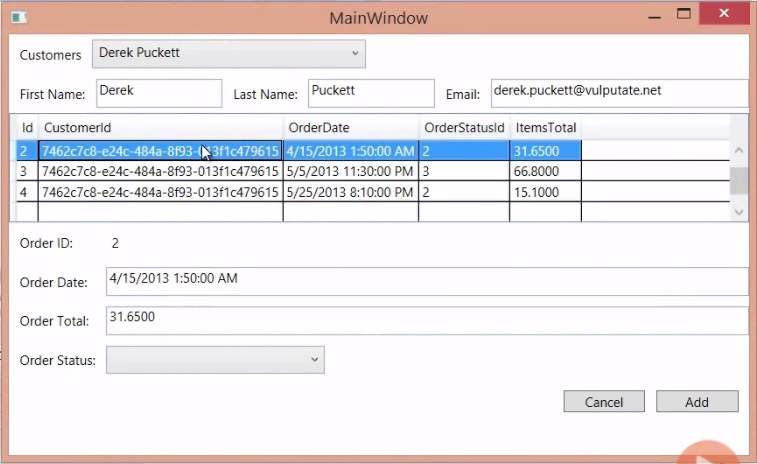 MainWindow
Customers Derek Puckett
First Name: Derek Last Name: Puckett Email: derek.puckett@vulputate.net
Id CustomerId OrderDate OrderStatusId ItemsTotal
2 7462c7c8-e24c-484a-8f93-013f1c479615 4/15/2013 1:50:00 AM 2 31.6500
3 7462c7c8-e24c-484a-8f93-013f1c479615 5/5/2013 11:30:00 PM 3 66.8000
4 7462c7c8-e24c-484a-8f93-013f1c479615 5/25/2013 8:10:00 PM 2 15.1000
Order ID: 2
Order Date: 4/15/2013 1:50:00 AM
Order Total: 31.6500
Order Status:
Cancel Add